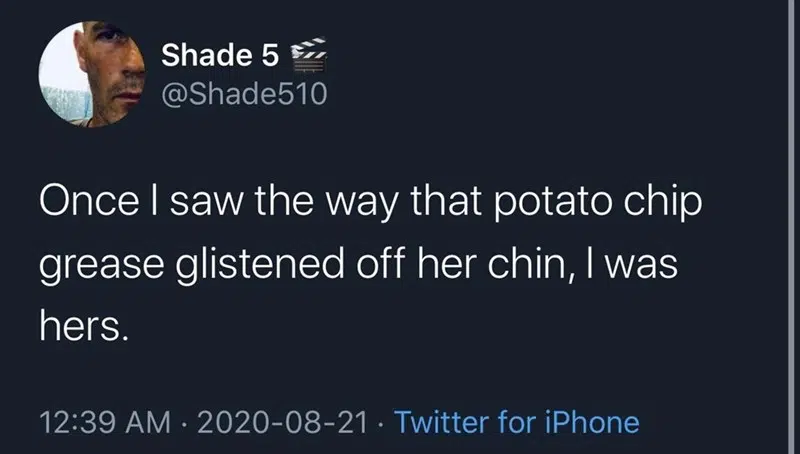 Shade 5 🎬
@Shade510
Once I saw the way that potato chip
grease glistened off her chin, I was
hers.
12:39 AM · 2020-08-21 · Twitter for iPhone